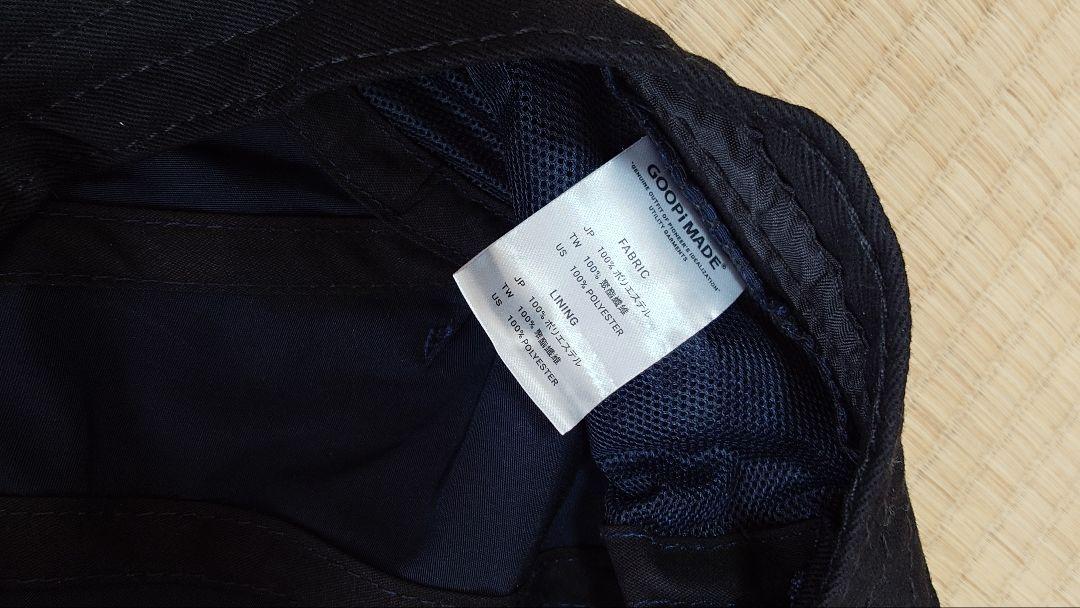 GOOPiMADE®
"GENUINE OUTFIT OF PIONEER'S IDEALIZATION"
UTILITY GARMENTS
FABRIC
JP 100% ポリエステル
TW 100% 聚酯纖維
US 100% POLYESTER
LINING
JP 100% ポリエステル
TW 100% 聚酯纖維
US 100% POLYESTER